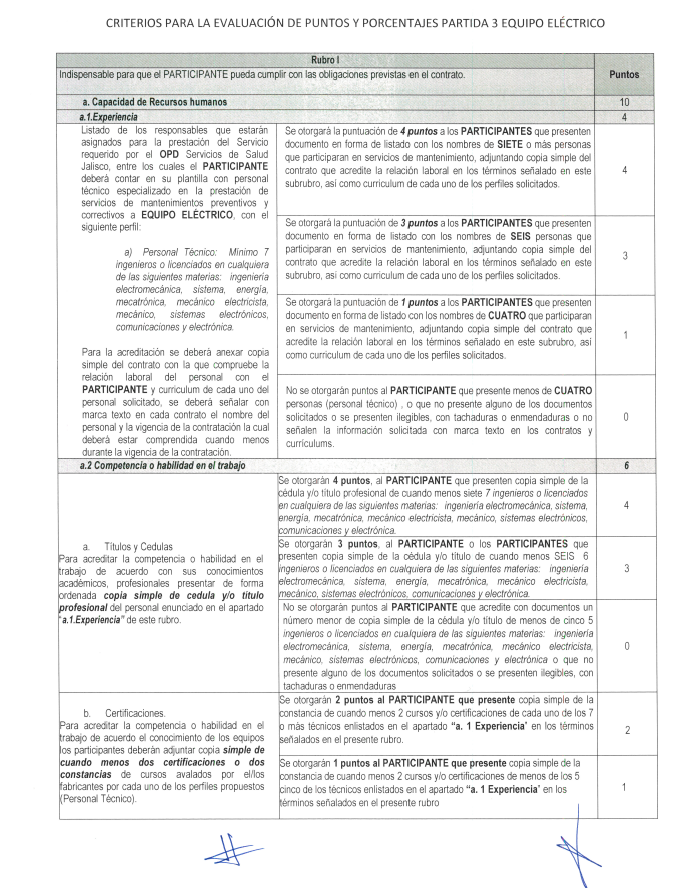 CRITERIOS PARA LA EVALUACIÓN DE PUNTOS Y PORCENTAJES PARTIDA 3 EQUIPO ELÉCTRICO
Rubro I
Indispensable para que el PARTICIPANTE pueda cumplir con las obligaciones previstas en el contrato.
Puntos
a. Capacidad de Recursos humanos
10
a.1.Experiencia
4
Listado de los responsables que estarán
asignados para la prestación del Servicio
requerido por el OPD Servicios de Salud
Jalisco, entre los cuales el PARTICIPANTE
deberá contar en su plantilla con personal
técnico especializado en la prestación de
servicios de mantenimientos preventivos y
correctivos a EQUIPO ELÉCTRICO, con el
siguiente perfil:
a) Personal Técnico: Mínimo 7
ingenieros o licenciados en cualquiera
de las siguientes materias: ingeniería
electromecánica, sistema, energía,
mecatrónica, mecánico electricista,
mecánico, sistemas electrónicos,
comunicaciones y electrónica.
Para la acreditación se deberá anexar copia
simple del contrato con la que compruebe la
relación laboral del personal con el
PARTICIPANTE y curriculum de cada uno del
personal solicitado, se deberá señalar con
marca texto en cada contrato el nombre del
personal y la vigencia de la contratación la cual
deberá estar comprendida cuando menos
durante la vigencia de la contratación.
Se otorgará la puntuación de 4 puntos a los PARTICIPANTES que presenten
documento en forma de listado con los nombres de SIETE o más personas
que participaran en servicios de mantenimiento, adjuntando copia simple del
contrato que acredite la relación laboral en los términos señalado en este
subrubro, así como curriculum de cada uno de los perfiles solicitados.
4
Se otorgará la puntuación de 3 puntos a los PARTICIPANTES que presenten
documento en forma de listado con los nombres de SEIS personas que
participaran en servicios de mantenimiento, adjuntando copia simple del
contrato que acredite la relación laboral en los términos señalado en este
subrubro, así como curriculum de cada uno de los perfiles solicitados.
3
Se otorgará la puntuación de 1 puntos a los PARTICIPANTES que presenten
documento en forma de listado con los nombres de CUATRO que participaran
en servicios de mantenimiento, adjuntando copia simple del contrato que
acredite la relación laboral en los términos señalado en este subrubro, así
como curriculum de cada uno de los perfiles solicitados.
1
No se otorgarán puntos al PARTICIPANTE que presente menos de CUATRO
personas (personal técnico) , o que no presente alguno de los documentos
solicitados o se presenten ilegibles, con tachaduras o enmendaduras o no
señalen la información solicitada con marca texto en los contratos y
currículums.
0
a.2 Competencia o habilidad en el trabajo
6
a. Títulos y Cedulas
Para acreditar la competencia o habilidad en el
trabajo de acuerdo con sus conocimientos
académicos, profesionales presentar de forma
ordenada copia simple de cedula y/o título
profesional del personal enunciado en el apartado
"a.1.Experiencia" de este rubro.
Se otorgarán 4 puntos, al PARTICIPANTE que presenten copia simple de la
cédula y/o título profesional de cuando menos siete 7 ingenieros o licenciados
en cualquiera de las siguientes materias: ingeniería electromecánica, sistema,
energía, mecatrónica, mecánico electricista, mecánico, sistemas electrónicos,
comunicaciones y electrónica.
4
Se otorgarán 3 puntos, al PARTICIPANTE o los PARTICIPANTES que
presenten copia simple de la cédula y/o título de cuando menos SEIS 6
ingenieros o licenciados en cualquiera de las siguientes materias: ingeniería
electromecánica, sistema, energía, mecatrónica, mecánico electricista,
mecánico, sistemas electrónicos, comunicaciones y electrónica.
3
No se otorgarán puntos al PARTICIPANTE que acredite con documentos un
número menor de copia simple de la cédula y/o título de menos de cinco 5
ingenieros o licenciados en cualquiera de las siguientes materias: ingeniería
electromecánica, sistema, energía, mecatrónica, mecánico electricista,
mecánico, sistemas electrónicos, comunicaciones y electrónica o que no
presente alguno de los documentos solicitados o se presenten ilegibles, con
tachaduras o enmendaduras
0
b. Certificaciones.
Para acreditar la competencia o habilidad en el
trabajo de acuerdo el conocimiento de los equipos
los participantes deberán adjuntar copia simple de
cuando menos dos certificaciones o dos
constancias de cursos avalados por el/los
fabricantes por cada uno de los perfiles propuestos
(Personal Técnico).
Se otorgarán 2 puntos al PARTICIPANTE que presente copia simple de la
constancia de cuando menos 2 cursos y/o certificaciones de cada uno de los 7
o más técnicos enlistados en el apartado "a. 1 Experiencia' en los términos
señalados en el presente rubro.
2
Se otorgarán 1 puntos al PARTICIPANTE que presente copia simple de la
constancia de cuando menos 2 cursos y/o certificaciones de menos de los 5
cinco de los técnicos enlistados en el apartado "a. 1 Experiencia' en los
términos señalados en el presente rubro
1